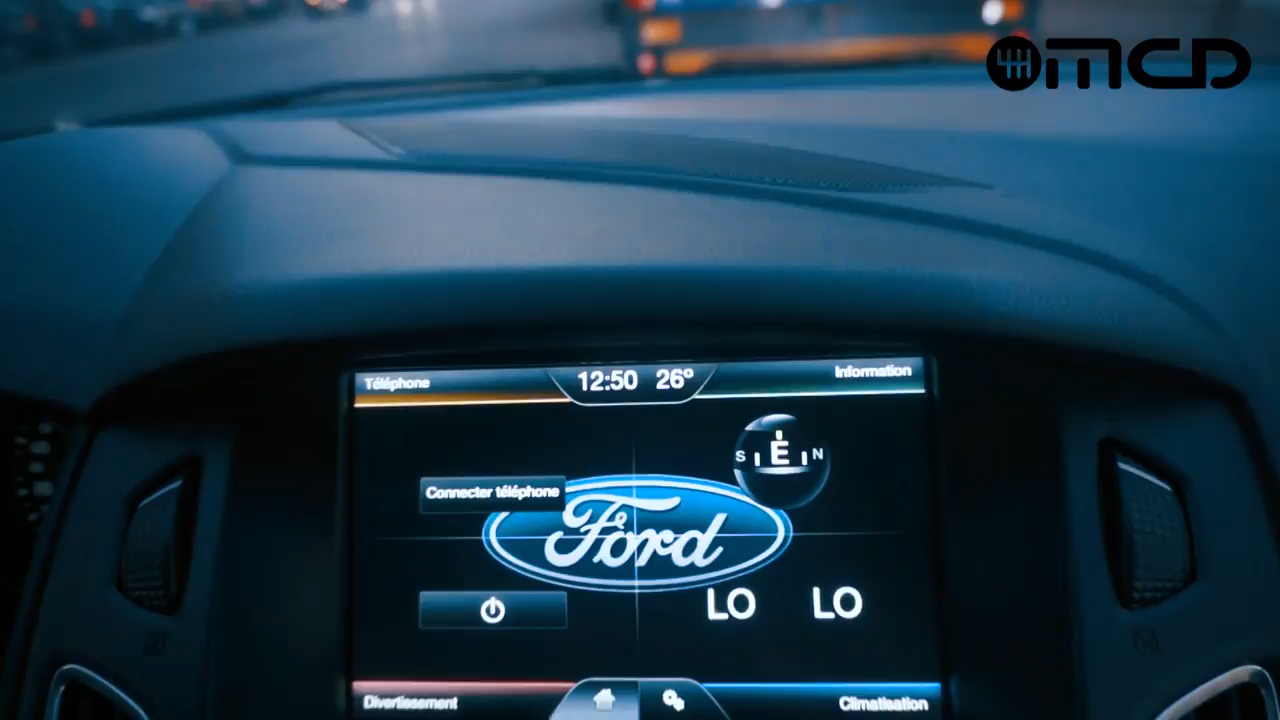 MCD
Téléphone
12:50 26°
Information
S E N
Connecter téléphone
Ford
LO LO
Divertissement
Climatisation